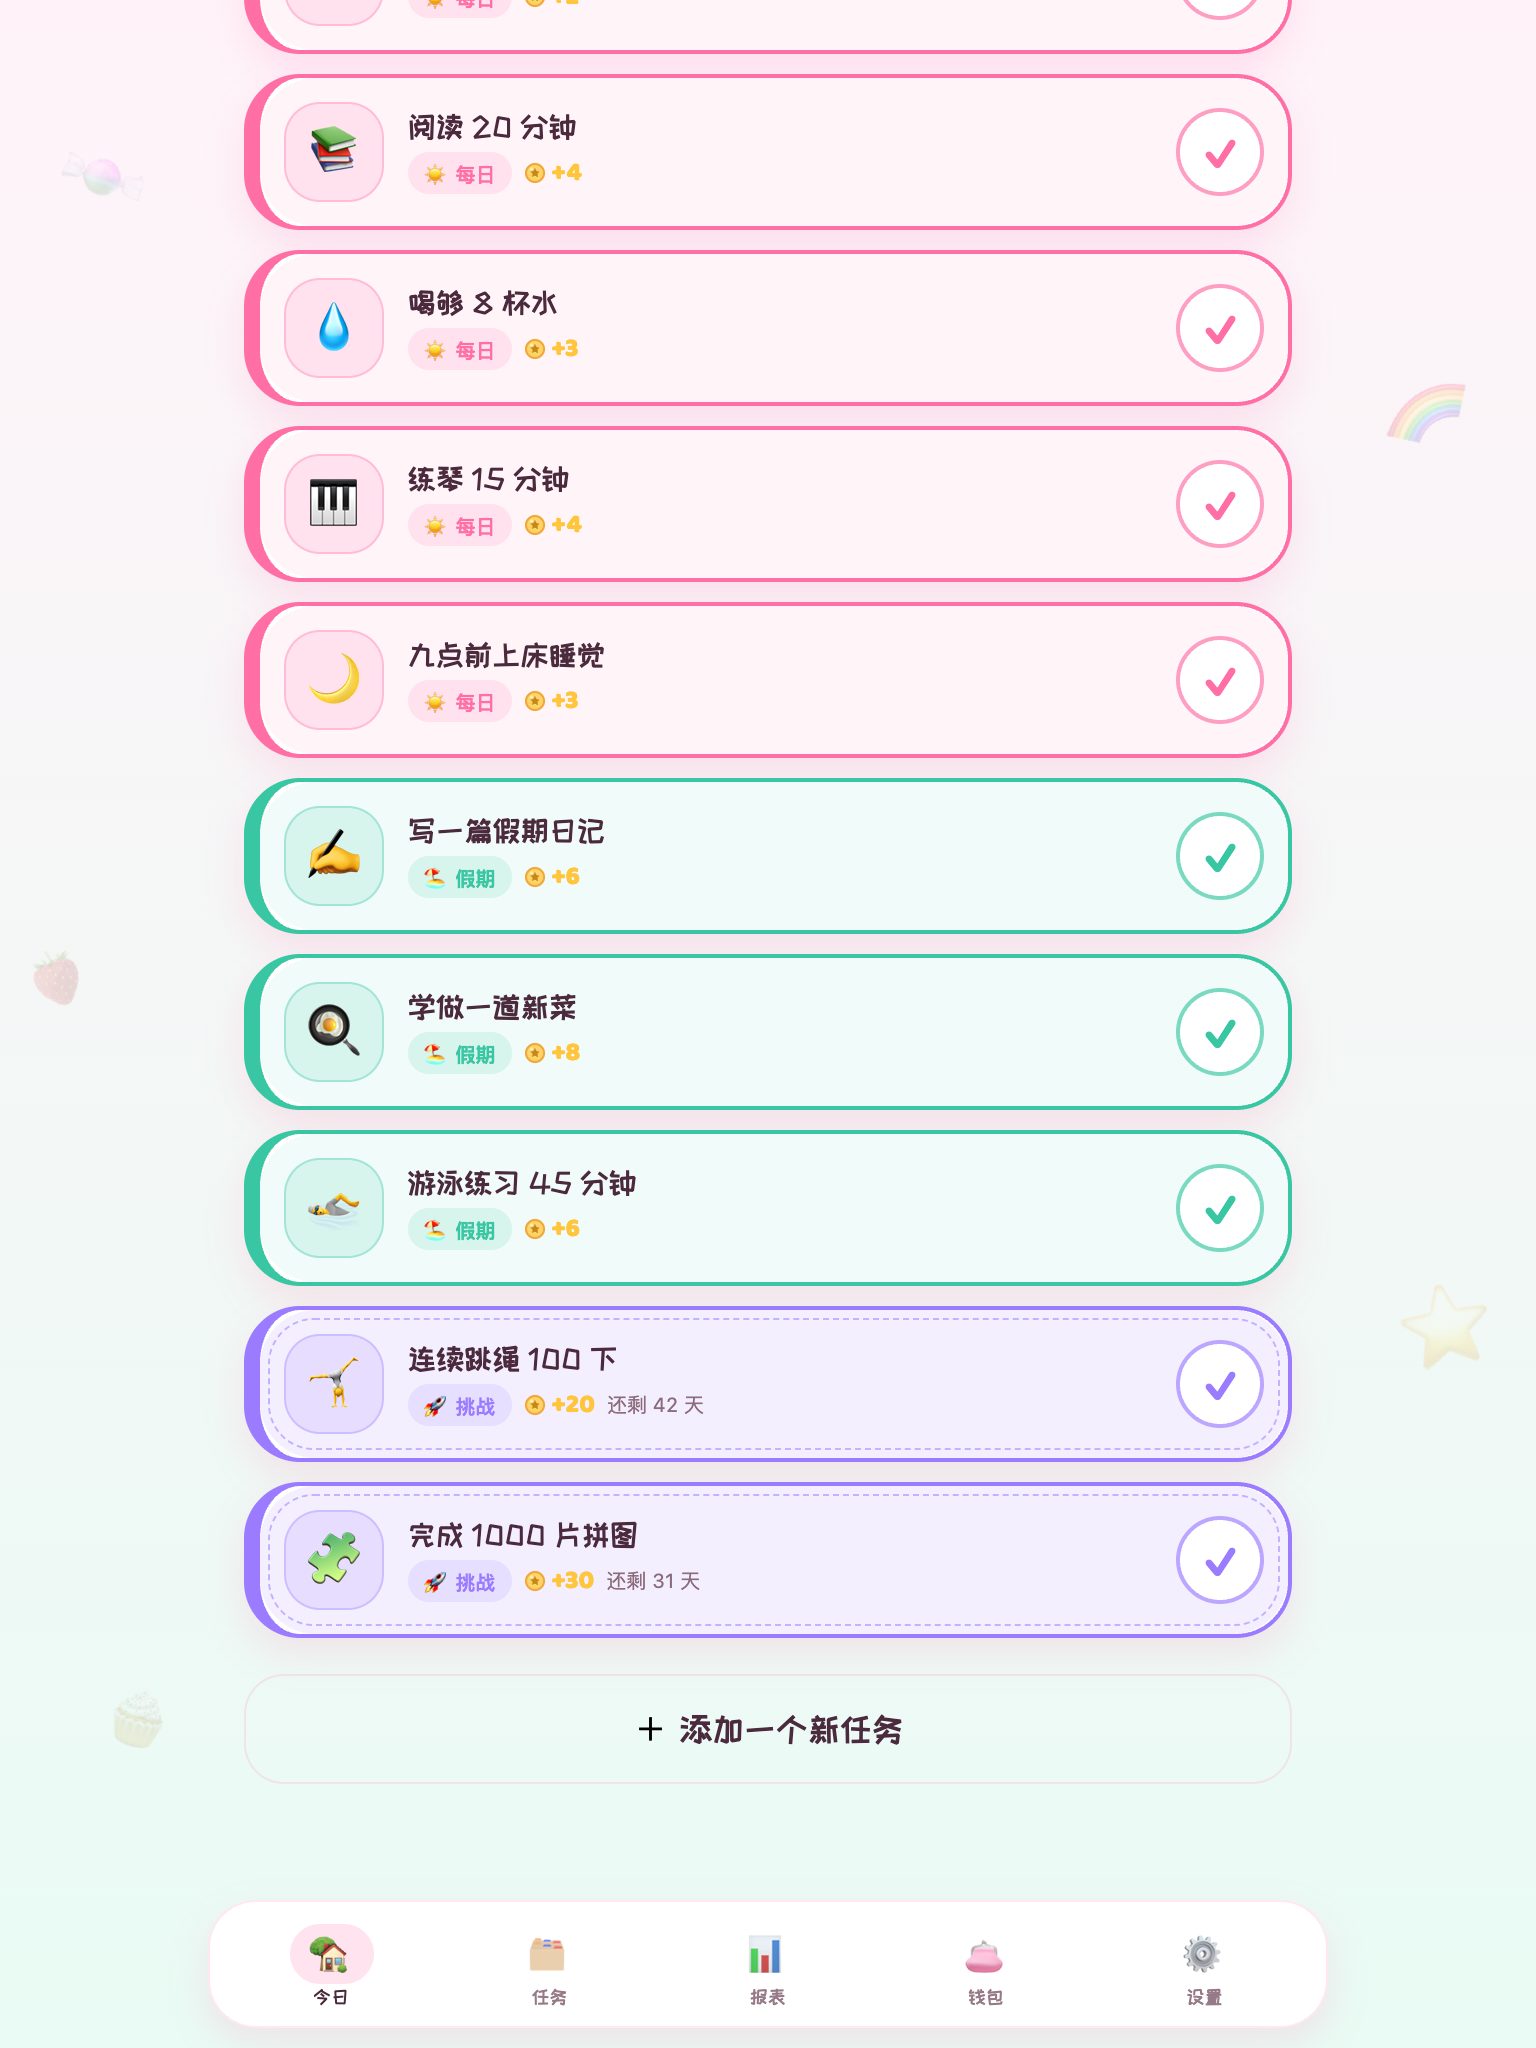 阅读 20 分钟
每日 +4
喝够 8 杯水
每日 +3
练琴 15 分钟
每日 +4
九点前上床睡觉
每日 +3
写一篇假期日记
假期 +6
学做一道新菜
假期 +8
游泳练习 45 分钟
假期 +6
连续跳绳 100 下
挑战 +20 还剩 42 天
完成 1000 片拼图
挑战 +30 还剩 31 天
+ 添加一个新任务
今日 任务 报表 钱包 设置